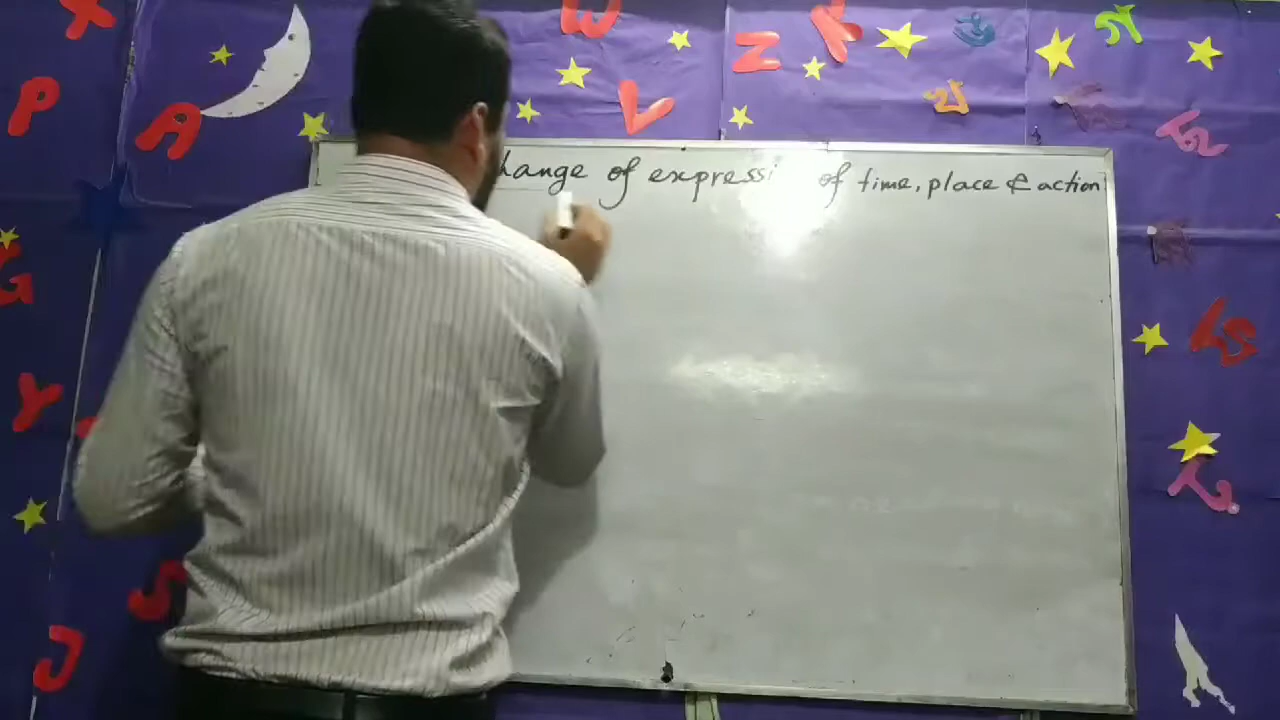 hange of expressi of time, place & action
X
W
Z
K
P
A
V
G
Y
S
J